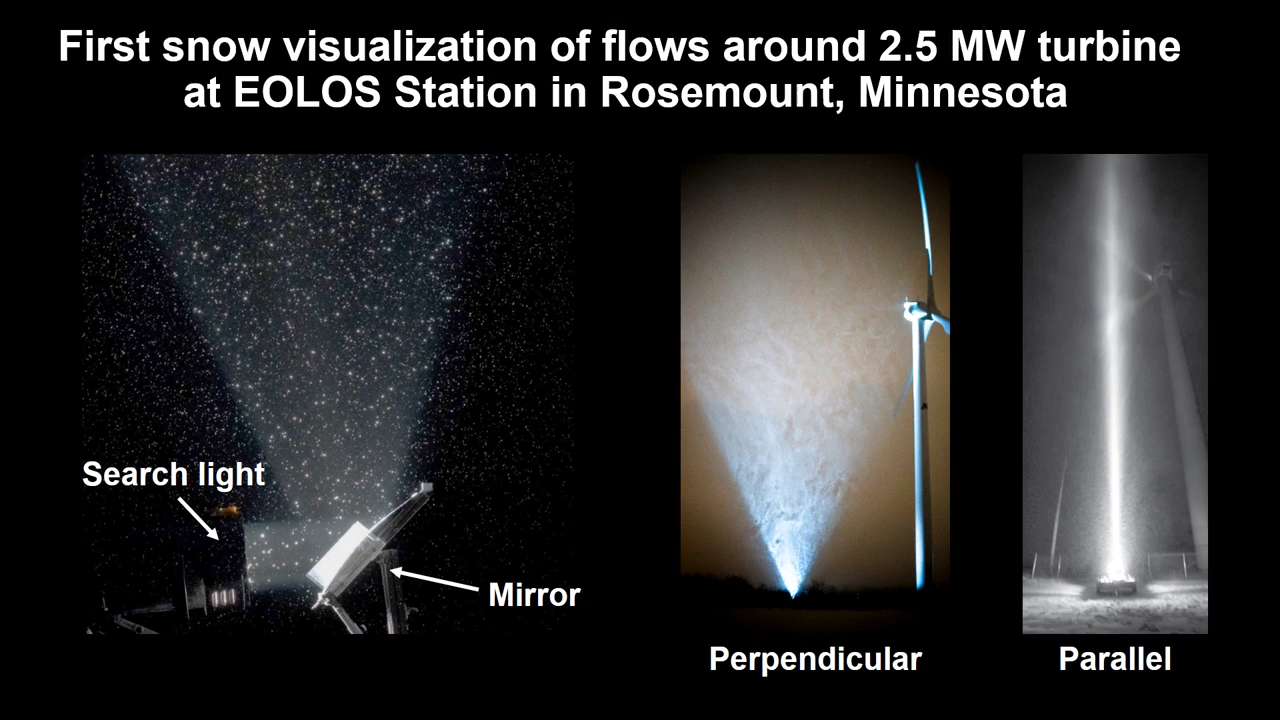 First snow visualization of flows around 2.5 MW turbine
at EOLOS Station in Rosemount, Minnesota
Search light
Mirror
Perpendicular
Parallel